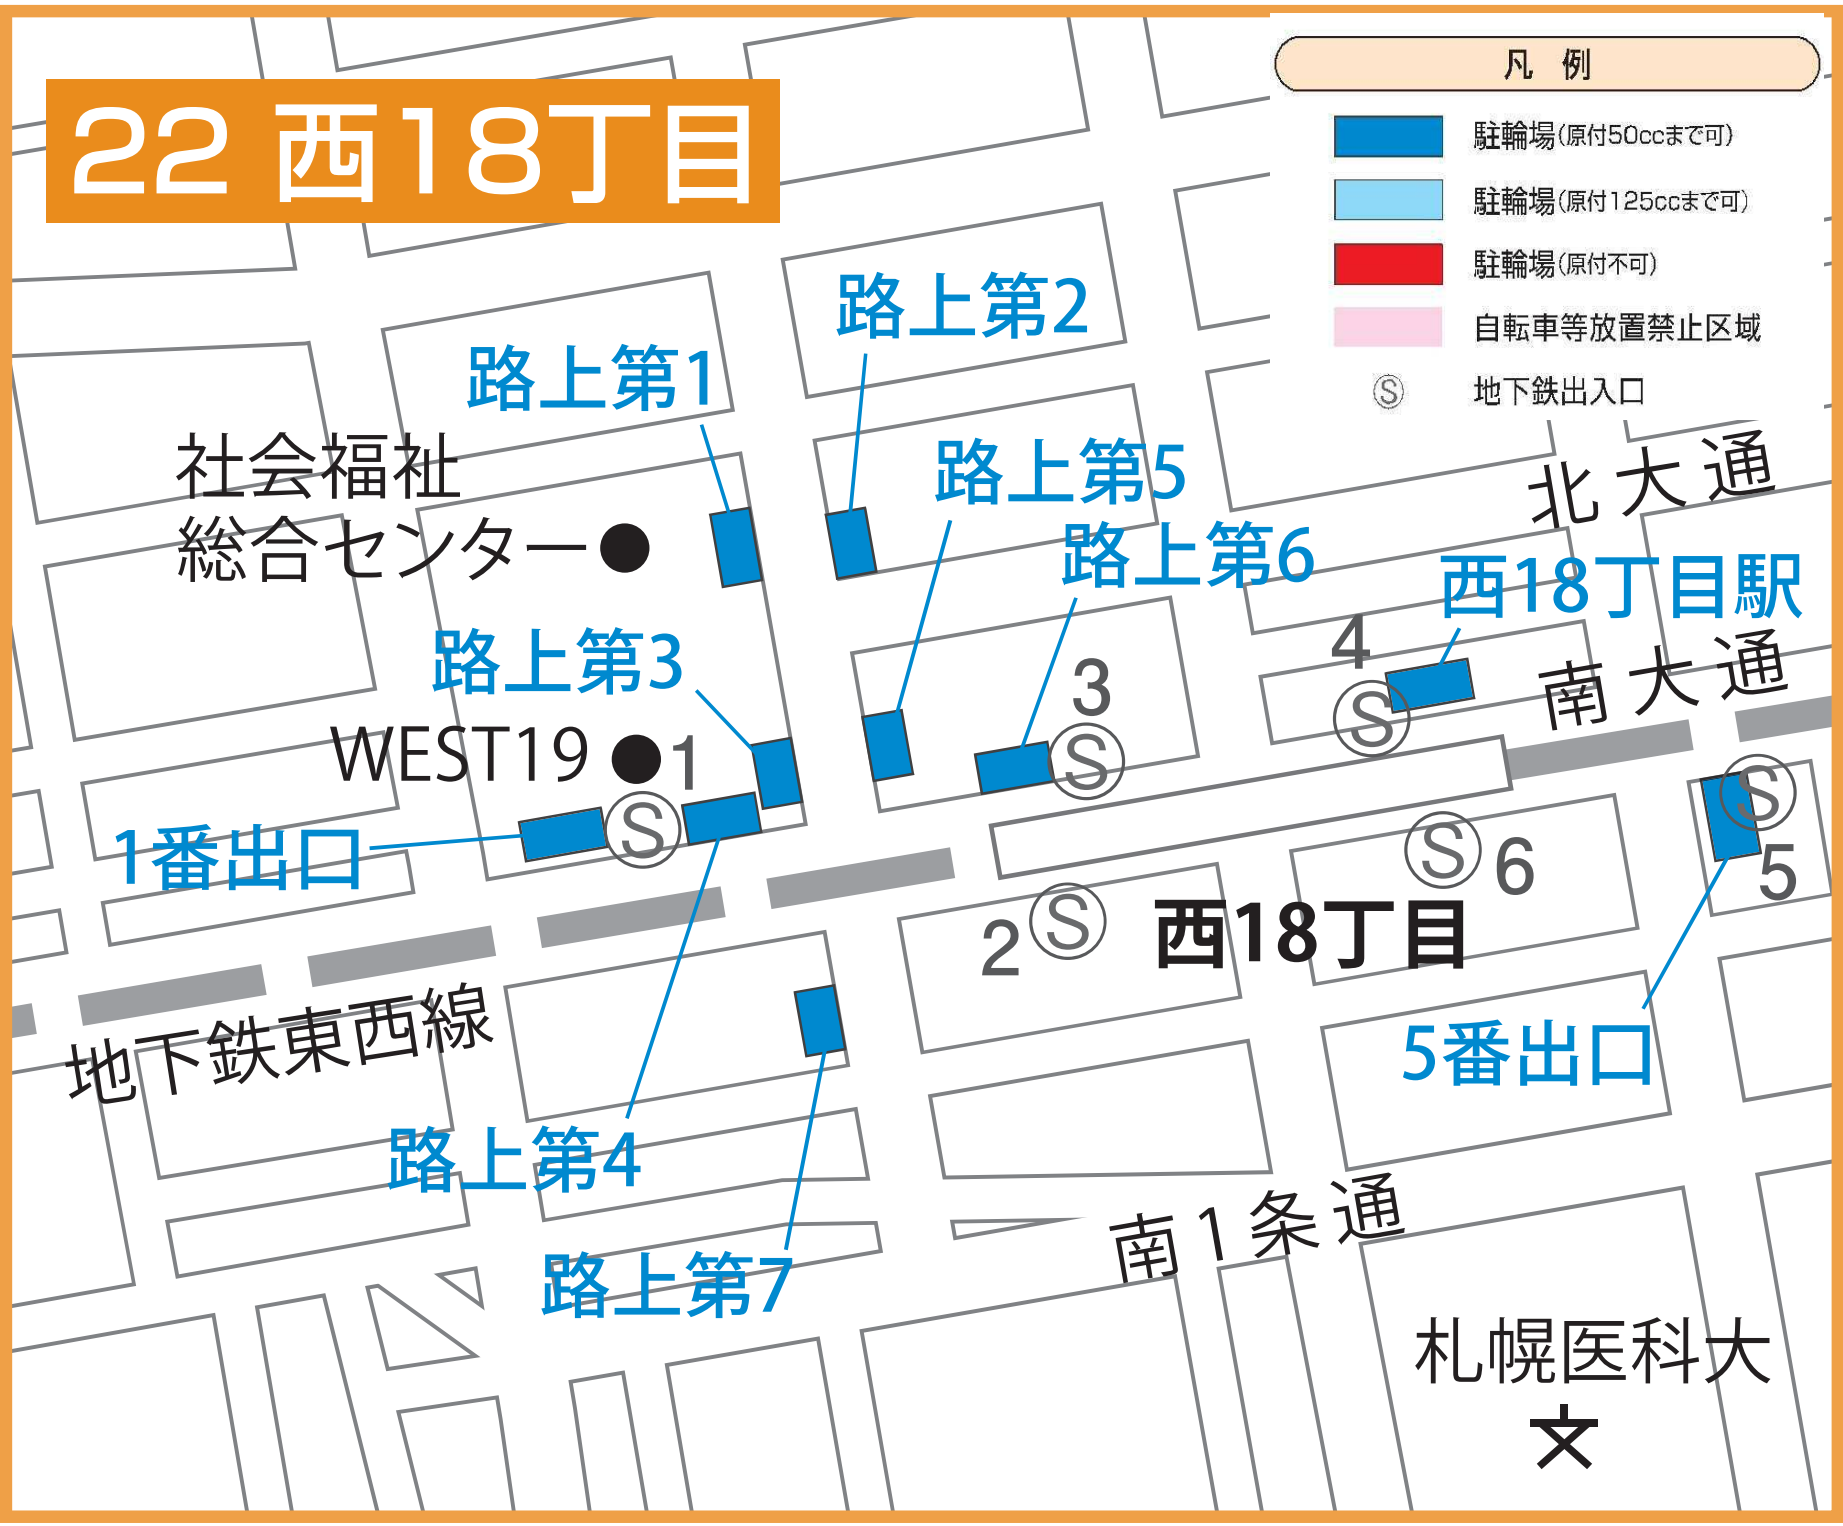 22 西18丁目
凡 例
駐輪場(原付50ccまで可)
駐輪場(原付125ccまで可)
駐輪場(原付不可)
自転車等放置禁止区域
Ⓢ 地下鉄出入口
路上第2
路上第1
社会福祉
総合センター
路上第5
北大通
路上第6
西18丁目駅
路上第3
4
南大通
3
Ⓢ
Ⓢ
WEST19
1
Ⓢ
1番出口
Ⓢ
5
Ⓢ
6
2
Ⓢ
西18丁目
地下鉄東西線
5番出口
路上第4
南1条通
路上第7
札幌医科大
文